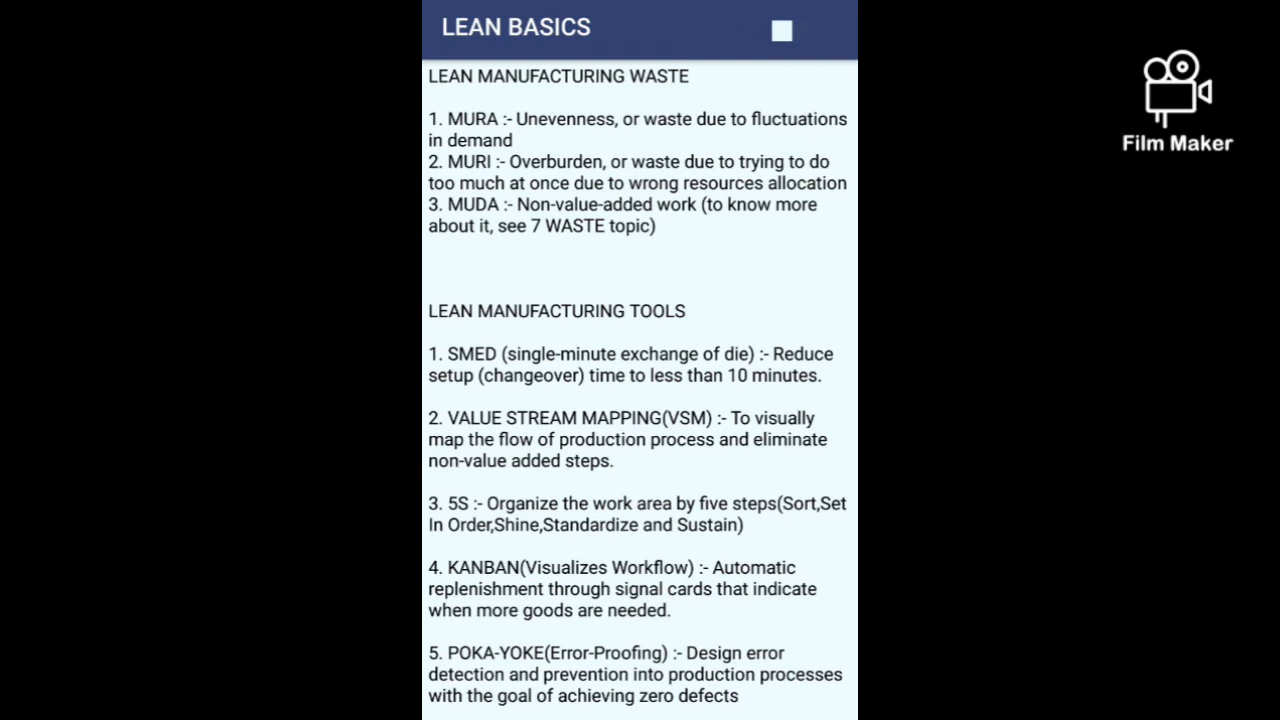 LEAN BASICS
LEAN MANUFACTURING WASTE
1. MURA :- Unevenness, or waste due to fluctuations
in demand
2. MURI :- Overburden, or waste due to trying to do
too much at once due to wrong resources allocation
3. MUDA :- Non-value-added work (to know more
about it, see 7 WASTE topic)
LEAN MANUFACTURING TOOLS
1. SMED (single-minute exchange of die) :- Reduce
setup (changeover) time to less than 10 minutes.
2. VALUE STREAM MAPPING(VSM) :- To visually
map the flow of production process and eliminate
non-value added steps.
3. 5S :- Organize the work area by five steps(Sort,Set
In Order,Shine,Standardize and Sustain)
4. KANBAN(Visualizes Workflow) :- Automatic
replenishment through signal cards that indicate
when more goods are needed.
5. POKA-YOKE(Error-Proofing) :- Design error
detection and prevention into production processes
with the goal of achieving zero defects
Film Maker